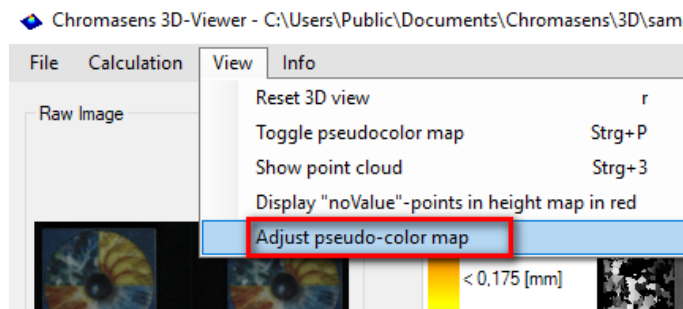 Chromasens 3D-Viewer - C:\Users\Public\Documents\Chromasens\3D\sam
File Calculation View Info
Raw Image
Reset 3D view r
Toggle pseudocolor map Strg+P
Show point cloud Strg+3
Display "noValue"-points in height map in red
Adjust pseudo-color map
< 0,175 [mm]